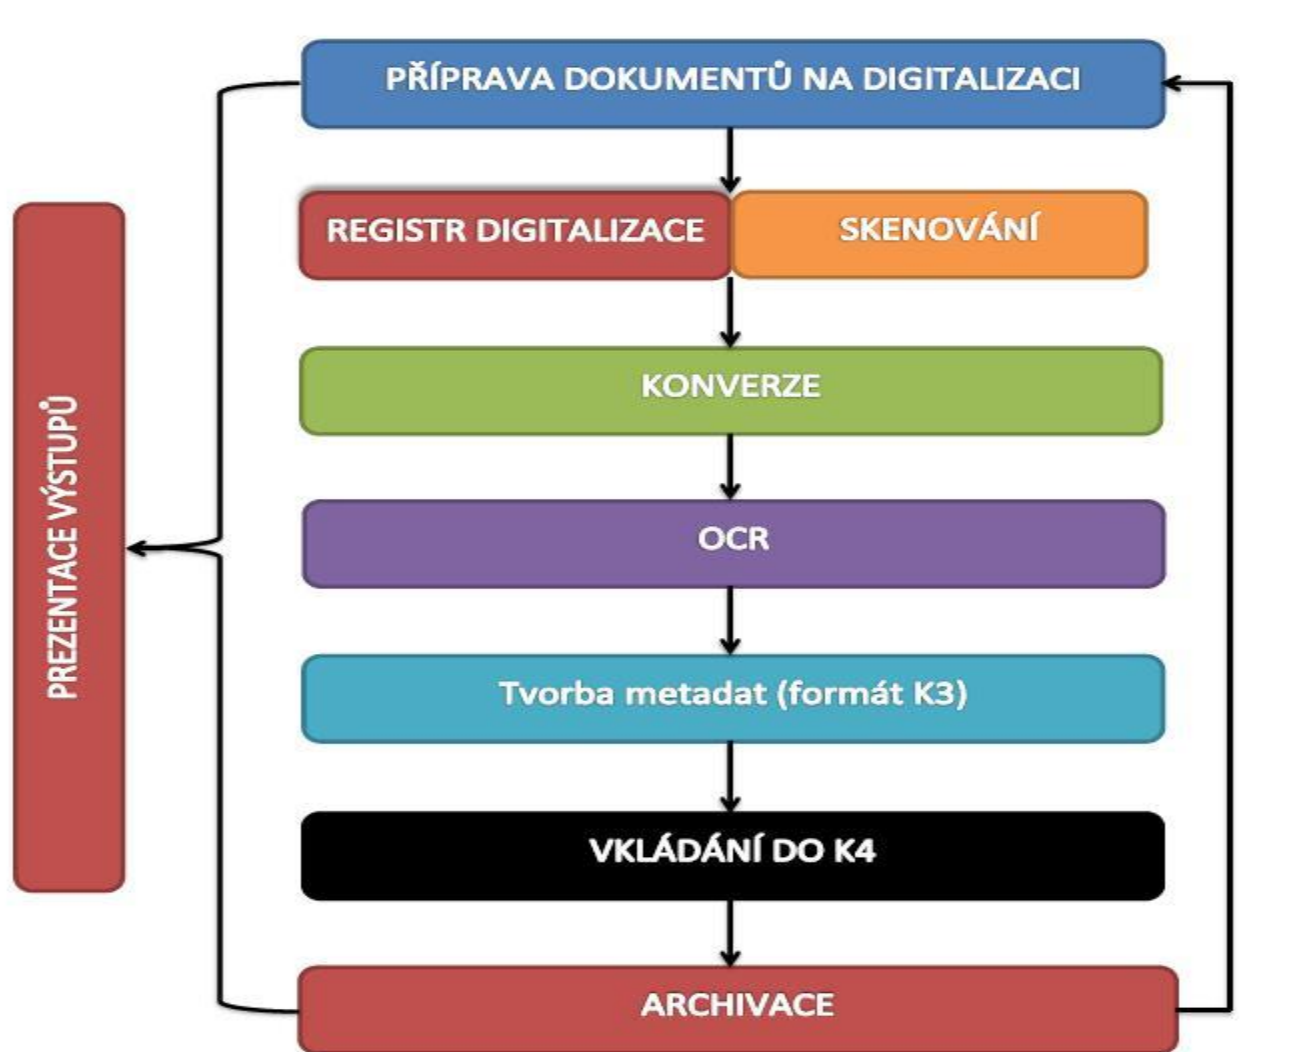 PŘÍPRAVA DOKUMENTŮ NA DIGITALIZACI
REGISTR DIGITALIZACE
SKENOVÁNÍ
KONVERZE
OCR
Tvorba metadat (formát K3)
VKLÁDÁNÍ DO K4
ARCHIVACE
PREZENTACE VÝSTUPŮ